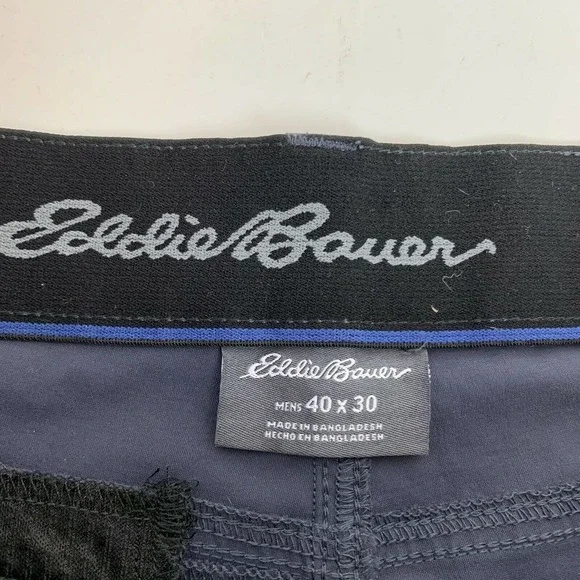 Eddie Bauer
Eddie Bauer
MENS 40 X 30
MADE IN BANGLADESH
HECHO EN BANGLADESH